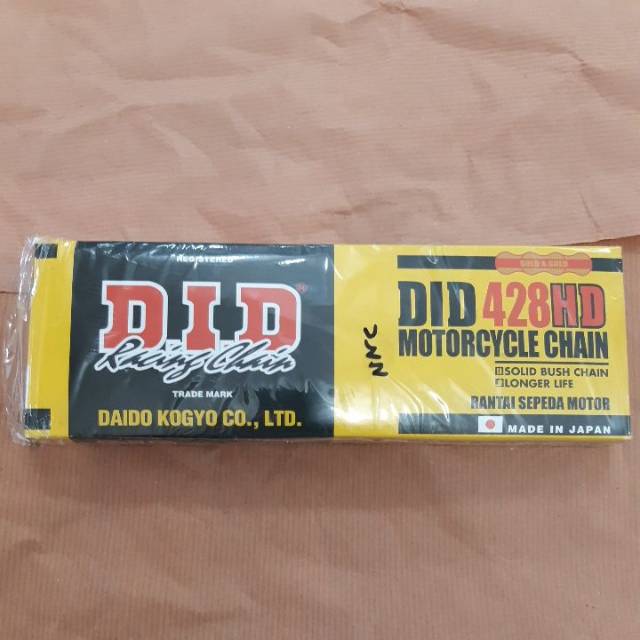 REGISTERED
DID®
Racing Chain
TRADE MARK
DAIDO KOGYO CO., LTD.
GOLD & GOLD
DID 428HD
MOTORCYCLE CHAIN
SOLID BUSH CHAIN
LONGER LIFE
RANTAI SEPEDA MOTOR
MADE IN JAPAN